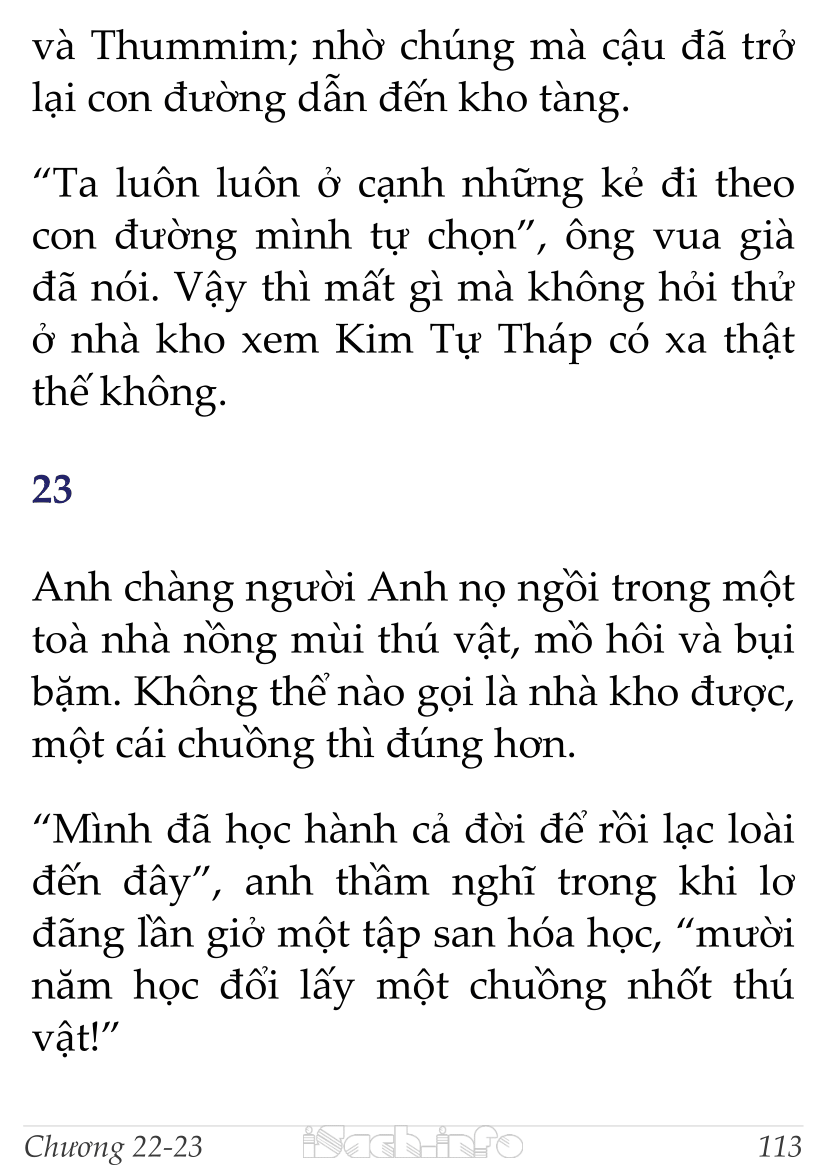 và Thummim; nhờ chúng mà cậu đã trở
lại con đường dẫn đến kho tàng.
“Ta luôn luôn ở cạnh những kẻ đi theo
con đường mình tự chọn”, ông vua già
đã nói. Vậy thì mất gì mà không hỏi thử
ở nhà kho xem Kim Tự Tháp có xa thật
thế không.
23
Anh chàng người Anh nọ ngồi trong một
toà nhà nồng mùi thú vật, mồ hôi và bụi
bặm. Không thể nào gọi là nhà kho được,
một cái chuồng thì đúng hơn.
“Mình đã học hành cả đời để rồi lạc loài
đến đây”, anh thầm nghĩ trong khi lơ
đãng lần giở một tập san hóa học, “mười
năm học đổi lấy một chuồng nhốt thú
vật!”
Chương 22-23 iSach.info 113